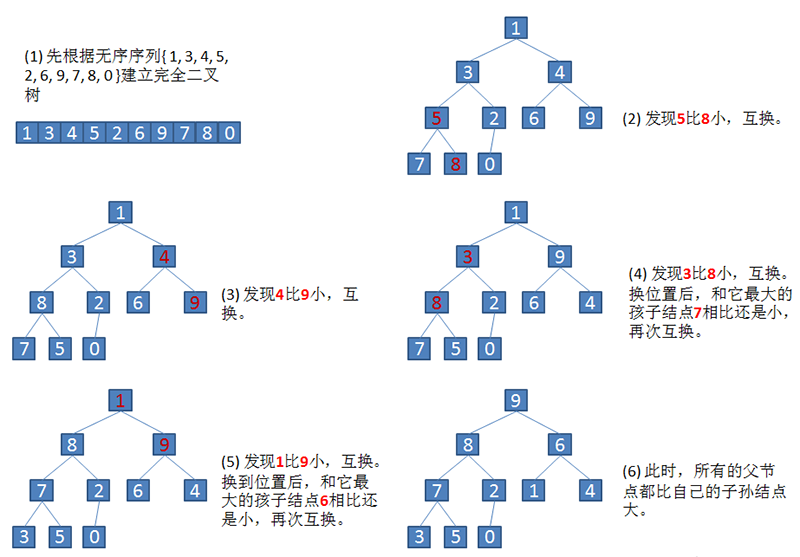 (1) 先根据无序序列{ 1, 3, 4, 5,
2, 6, 9, 7, 8, 0 }建立完全二叉
树
1 3 4 5 2 6 9 7 8 0
1
3 4
5 2 6 9
7 8 0
(2) 发现5比8小，互换。
1
3 4
8 2 6 9
7 5 0
(3) 发现4比9小，互
换。
1
3 9
8 2 6 4
7 5 0
(4) 发现3比8小，互换。
换位置后，和它最大的
孩子结点7相比还是小，
再次互换。
1
8 9
7 2 6 4
3 5 0
(5) 发现1比9小，互换。
换到位置后，和它最
大的孩子结点6相比还
是小，再次互换。
9
8 6
7 2 1 4
3 5 0
(6) 此时，所有的父节
点都比自己的子孙结点
大。